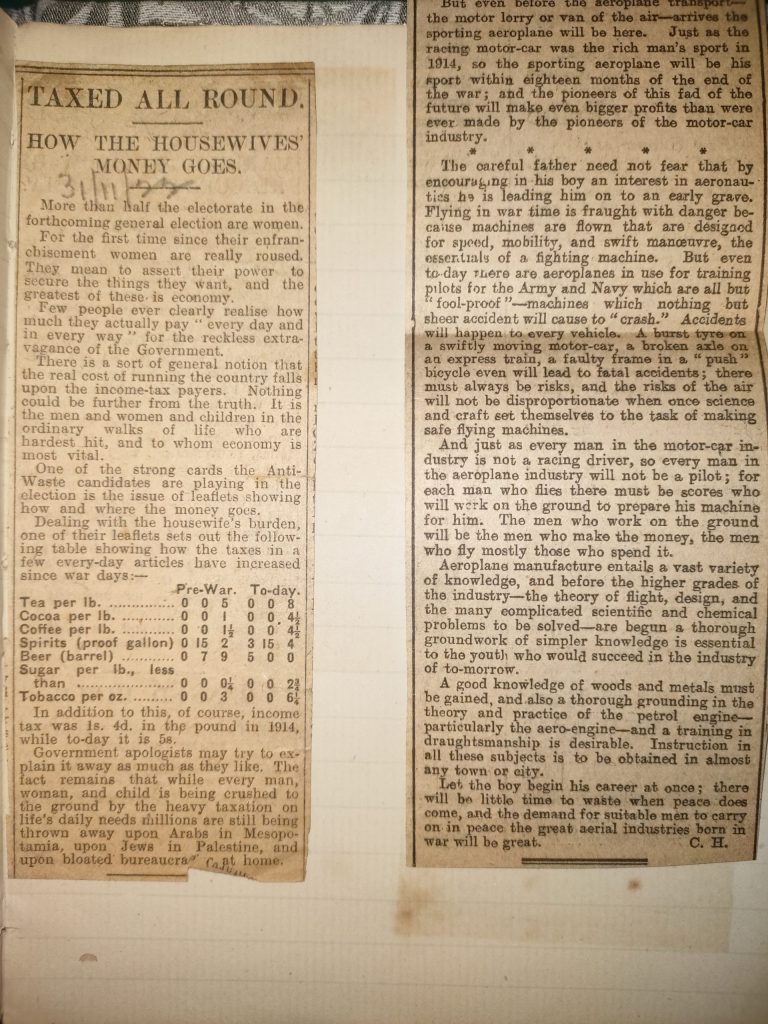 TAXED ALL ROUND.
HOW THE HOUSEWIVES'
MONEY GOES.
31/11/22
More than half the electorate in the
forthcoming general election are women.
For the first time since their enfran-
chisement women are really roused.
They mean to assert their power to
secure the things they want, and the
greatest of these is economy.
Few people ever clearly realise how
much they actually pay " every day and
in every way " for the reckless extra-
vagance of the Government.
There is a sort of general notion that
the real cost of running the country falls
upon the income-tax payers. Nothing
could be further from the truth. It is
the men and women and children in the
ordinary walks of life who are
hardest hit, and to whom economy is
most vital.
One of the strong cards the Anti-
Waste candidates are playing in the
election is the issue of leaflets showing
how and where the money goes.
Dealing with the housewife's burden,
one of their leaflets sets out the follow-
ing table showing how the taxes in a
few every-day articles have increased
since war days:—
Pre-War. To-day.
Tea per lb. ............... 0 0 5 0 0 8
Cocoa per lb. ............ 0 0 1 0 0 4½
Coffee per lb. ............ 0 0 1½ 0 0 4½
Spirits (proof gallon) 0 15 2 3 15 4
Beer (barrel) ............ 0 7 9 5 0 0
Sugar per lb., less
than ..................... 0 0 0¼ 0 0 2¾
Tobacco per oz. ......... 0 0 3 0 0 6¼
In addition to this, of course, income
tax was 1s. 4d. in the pound in 1914,
while to-day it is 5s.
Government apologists may try to ex-
plain it away as much as they like. The
fact remains that while every man,
woman, and child is being crushed to
the ground by the heavy taxation on
life's daily needs millions are still being
thrown away upon Arabs in Mesopo-
tamia, upon Jews in Palestine, and
upon bloated bureaucra at home.
But even before the aeroplane transport—
the motor lorry or van of the air—arrives the
sporting aeroplane will be here. Just as the
racing motor-car was the rich man's sport in
1914, so the sporting aeroplane will be his
sport within eighteen months of the end of
the war; and the pioneers of this fad of the
future will make even bigger profits than were
ever made by the pioneers of the motor-car
industry.
* * * * *
The careful father need not fear that by
encouraging in his boy an interest in aeronau-
tics he is leading him on to an early grave.
Flying in war time is fraught with danger be-
cause machines are flown that are designed
for speed, mobility, and swift manœuvre, the
essentials of a fighting machine. But even
to-day there are aeroplanes in use for training
pilots for the Army and Navy which are all but
" fool-proof "—machines which nothing but
sheer accident will cause to " crash." Accidents
will happen to every vehicle. A burst tyre on
a swiftly moving motor-car, a broken axle on
an express train, a faulty frame in a " push "
bicycle even will lead to fatal accidents; there
must always be risks, and the risks of the air
will not be disproportionate when once science
and craft set themselves to the task of making
safe flying machines.
And just as every man in the motor-car in-
dustry is not a racing driver, so every man in
the aeroplane industry will not be a pilot; for
each man who flies there must be scores who
will work on the ground to prepare his machine
for him. The men who work on the ground
will be the men who make the money, the men
who fly mostly those who spend it.
Aeroplane manufacture entails a vast variety
of knowledge, and before the higher grades of
the industry—the theory of flight, design, and
the many complicated scientific and chemical
problems to be solved—are begun a thorough
groundwork of simpler knowledge is essential
to the youth who would succeed in the industry
of to-morrow.
A good knowledge of woods and metals must
be gained, and also a thorough grounding in the
theory and practice of the petrol engine—
particularly the aero-engine—and a training in
draughtsmanship is desirable. Instruction in
all these subjects is to be obtained in almost
any town or city.
Let the boy begin his career at once; there
will be little time to waste when peace does
come, and the demand for suitable men to carry
on in peace the great aerial industries born in
war will be great. C. H.